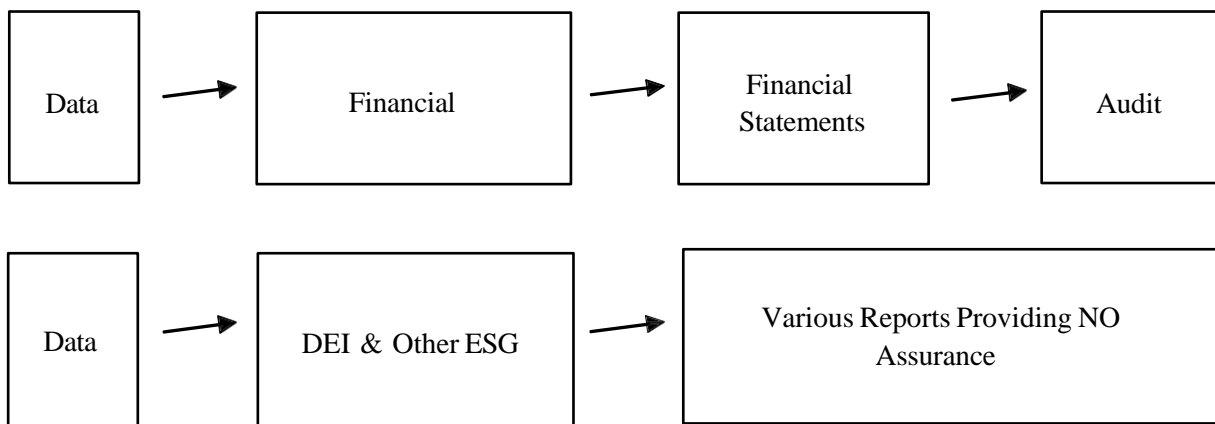 Data
Financial
Financial
Statements
Audit
Data
DEI & Other ESG
Various Reports Providing NO
Assurance